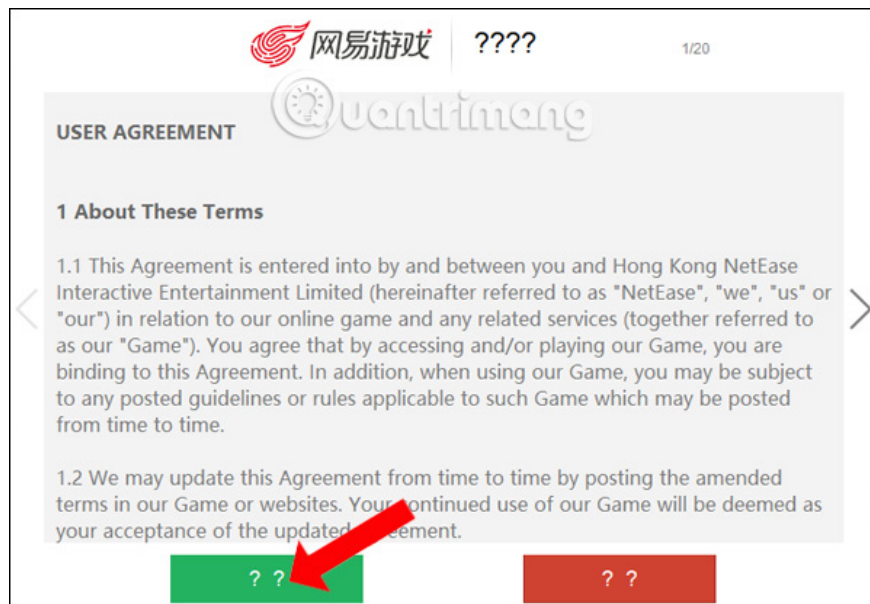 网易游戏 ???? 1/20
Quantrimang
USER AGREEMENT
1 About These Terms
1.1 This Agreement is entered into by and between you and Hong Kong NetEase
Interactive Entertainment Limited (hereinafter referred to as "NetEase", "we", "us" or
"our") in relation to our online game and any related services (together referred to
as our "Game"). You agree that by accessing and/or playing our Game, you are
binding to this Agreement. In addition, when using our Game, you may be subject
to any posted guidelines or rules applicable to such Game which may be posted
from time to time.
1.2 We may update this Agreement from time to time by posting the amended
terms in our Game or websites. Your continued use of our Game will be deemed as
your acceptance of the updated
? ? ? ?